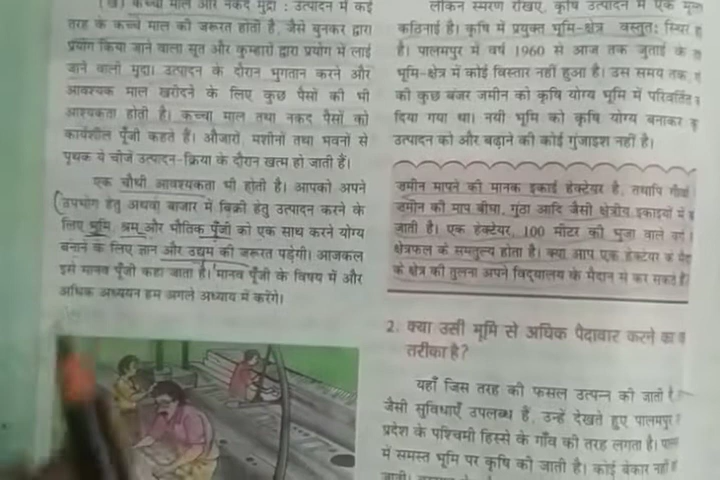 (ख) कच्चा माल और नकद मुद्रा : उत्पादन में कई
तरह के कच्चे माल की जरूरत होती है, जैसे बुनकर द्वारा
प्रयोग किया जाने वाला सूत और कुम्हारों द्वारा प्रयोग में लाई
जाने वाली मृदा। उत्पादन के दौरान भुगतान करने और
आवश्यक माल खरीदने के लिए कुछ पैसों की भी
आश्यकता होती है। कच्चा माल तथा नकद पैसों को
कार्यशील पूँजी कहते हैं। औजारों मशीनों तथा भवनों से
पृथक ये चीजें उत्पादन-क्रिया के दौरान खत्म हो जाती हैं।
एक चौथी आवश्यकता भी होती है। आपको अपने
उपभोग हेतु अथवा बाजार में बिक्री हेतु उत्पादन करने के
लिए भूमि, श्रम और भौतिक पूँजी को एक साथ करने योग्य
बनाने के लिए ज्ञान और उद्यम की जरूरत पड़ेगी। आजकल
इसे मानव पूँजी कहा जाता है। मानव पूँजी के विषय में और
अधिक अध्ययन हम अगले अध्याय में करेंगे।
लेकिन स्मरण रखिए, कृषि उत्पादन में एक मूल
कठिनाई है। कृषि में प्रयुक्त भूमि-क्षेत्र वस्तुतः स्थिर
है। पालमपुर में वर्ष 1960 से आज तक जुताई के
भूमि-क्षेत्र में कोई विस्तार नहीं हुआ है। उस समय तक,
की कुछ बंजर जमीन को कृषि योग्य भूमि में परिवर्तित
दिया गया था। नयी भूमि को कृषि योग्य बनाकर
उत्पादन को और बढ़ाने की कोई गुंजाइश नहीं है।
जमीन मापने की मानक इकाई हेक्टेयर है, तथापि
जमीन की माप बीघा, गुंठा आदि जैसी क्षेत्रीय इकाइयों में
जाती है। एक हेक्टेयर, 100 मीटर की भुजा वाले वर्ग
क्षेत्रफल के समतुल्य होता है। क्या आप एक हेक्टेयर के
के क्षेत्र की तुलना अपने विद्यालय के मैदान से कर सकते हैं
2. क्या उसी भूमि से अधिक पैदावार करने का
तरीका है?
यहाँ जिस तरह की फसल उत्पन्न की जाती है
जैसी सुविधाएँ उपलब्ध हैं, उन्हें देखते हुए पालमपुर
प्रदेश के पश्चिमी हिस्से के गाँव की तरह लगता है।
में समस्त भूमि पर कृषि की जाती है। कोई बेकार नहीं